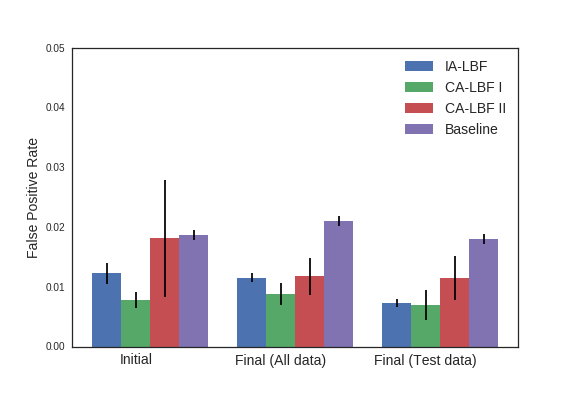 0.05
0.04
0.03
0.02
0.01
0.00
False Positive Rate
IA-LBF
CA-LBF I
CA-LBF II
Baseline
Initial
Final (All data)
Final (Test data)